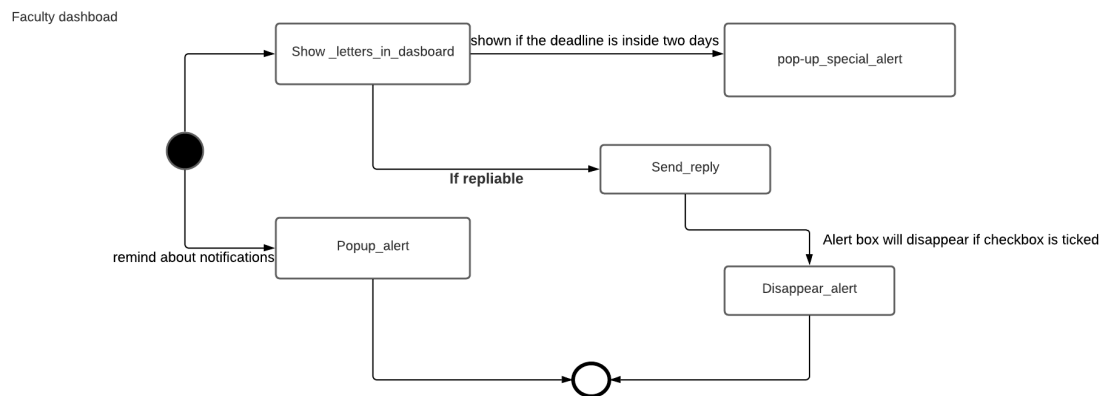 Faculty dashboad
Show _letters_in_dasboard
shown if the deadline is inside two days
pop-up_special_alert
If repliable
Send_reply
remind about notifications
Popup_alert
Alert box will disappear if checkbox is ticked
Disappear_alert